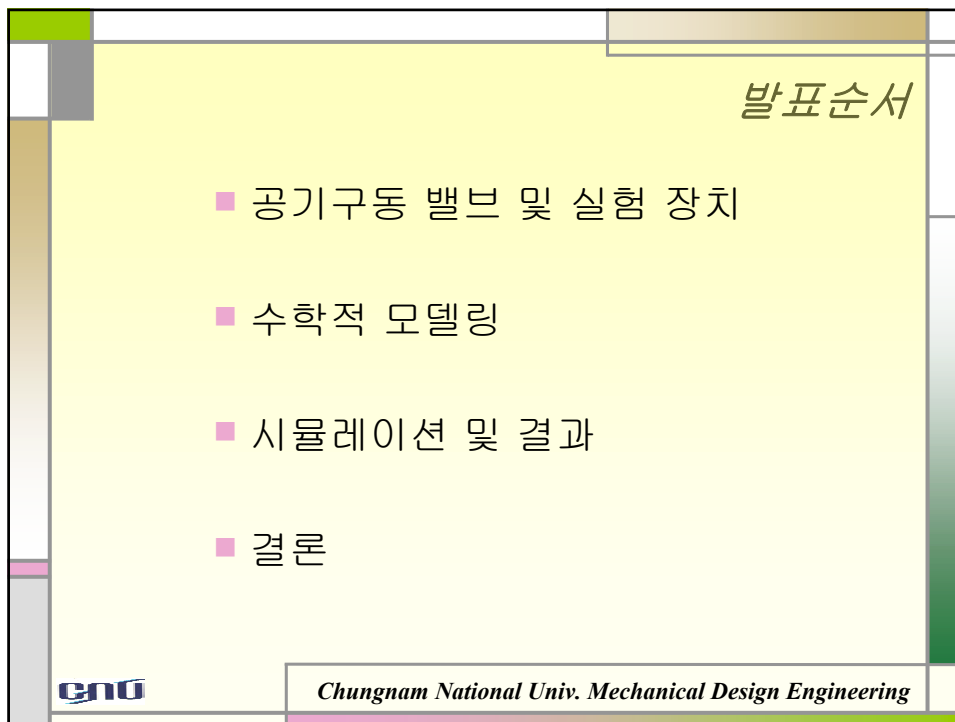 발표순서
공기구동 밸브 및 실험 장치
수학적 모델링
시뮬레이션 및 결과
결론
CNU
Chungnam National Univ. Mechanical Design Engineering